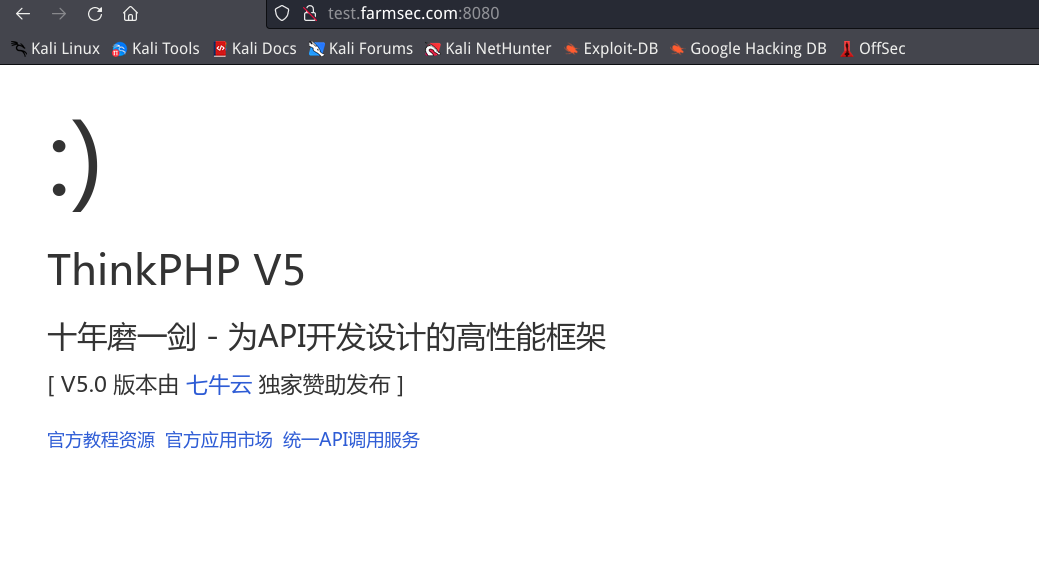 test.farmsec.com:8080
Kali Linux Kali Tools Kali Docs Kali Forums Kali NetHunter Exploit-DB Google Hacking DB OffSec
:)
ThinkPHP V5
十年磨一剑 - 为API开发设计的高性能框架
[ V5.0 版本由 七牛云 独家赞助发布 ]
官方教程资源 官方应用市场 统一API调用服务